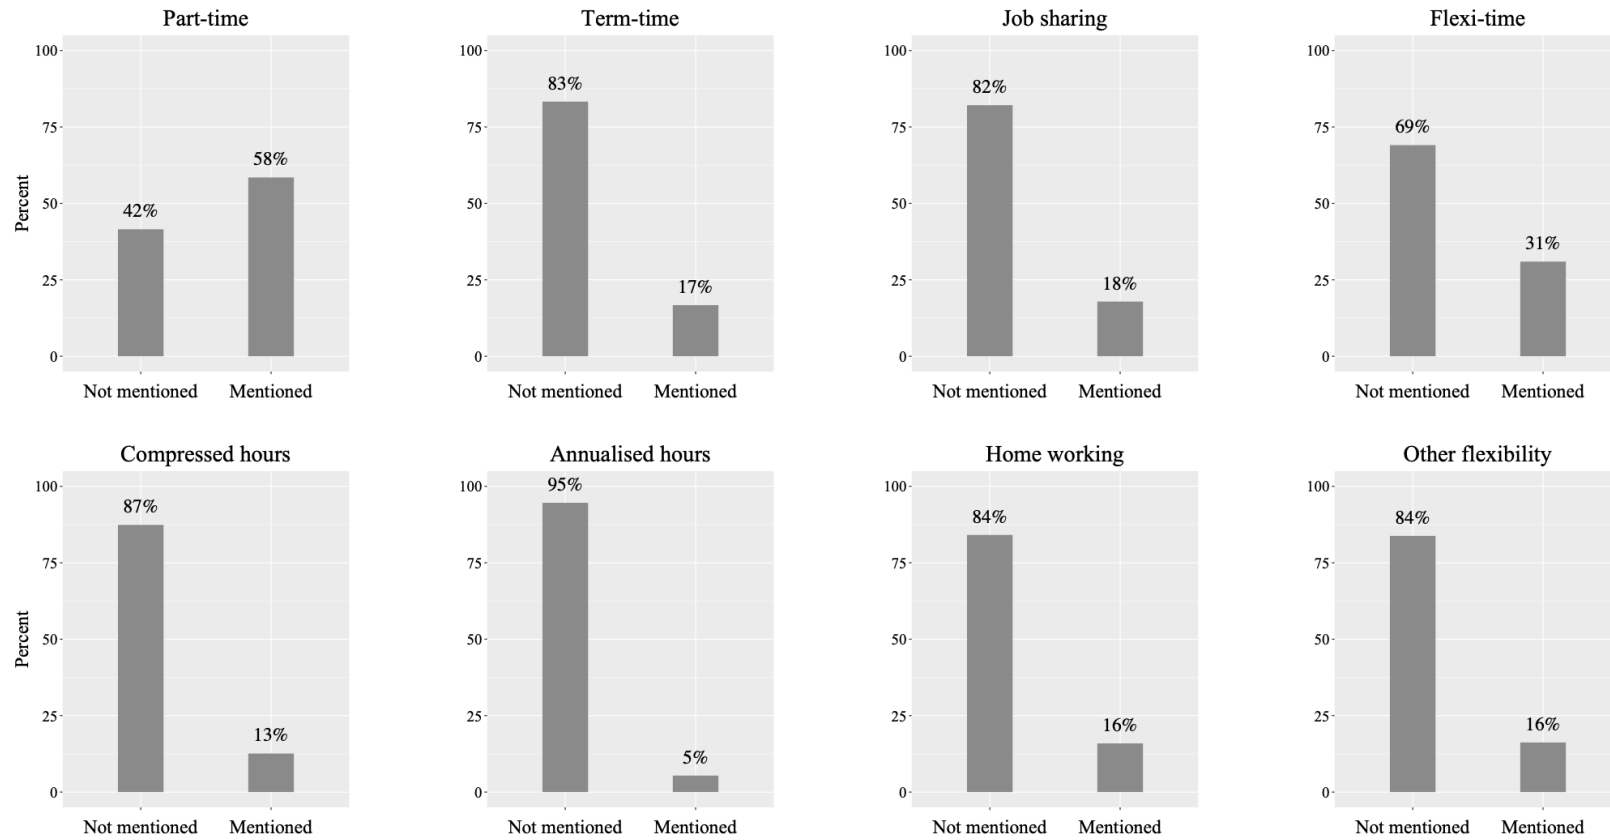 Part-time
Term-time
Job sharing
Flexi-time
Percent
100
75
50
25
0
42%
58%
Not mentioned
Mentioned
100
75
50
25
0
83%
17%
Not mentioned
Mentioned
100
75
50
25
0
82%
18%
Not mentioned
Mentioned
100
75
50
25
0
69%
31%
Not mentioned
Mentioned
Compressed hours
Annualised hours
Home working
Other flexibility
Percent
100
75
50
25
0
87%
13%
Not mentioned
Mentioned
100
75
50
25
0
95%
5%
Not mentioned
Mentioned
100
75
50
25
0
84%
16%
Not mentioned
Mentioned
100
75
50
25
0
84%
16%
Not mentioned
Mentioned